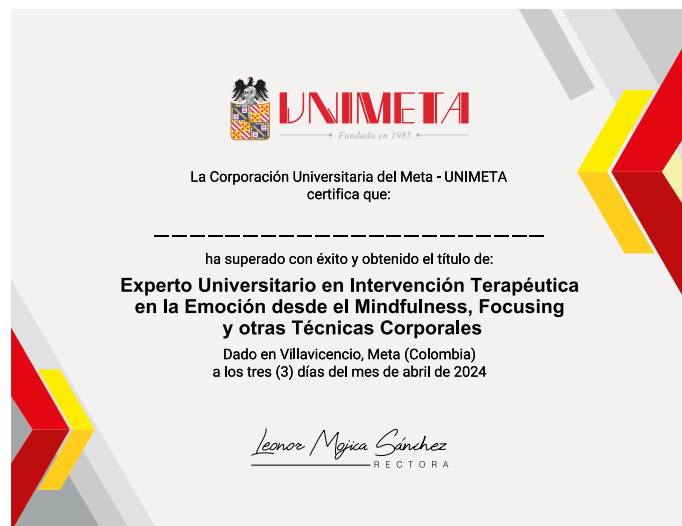 UNIMETA
Fundada en 1985
La Corporación Universitaria del Meta - UNIMETA
certifica que:
ha superado con éxito y obtenido el título de:
Experto Universitario en Intervención Terapéutica
en la Emoción desde el Mindfulness, Focusing
y otras Técnicas Corporales
Dado en Villavicencio, Meta (Colombia)
a los tres (3) días del mes de abril de 2024
Leonor Mojica Sánchez
RECTORA